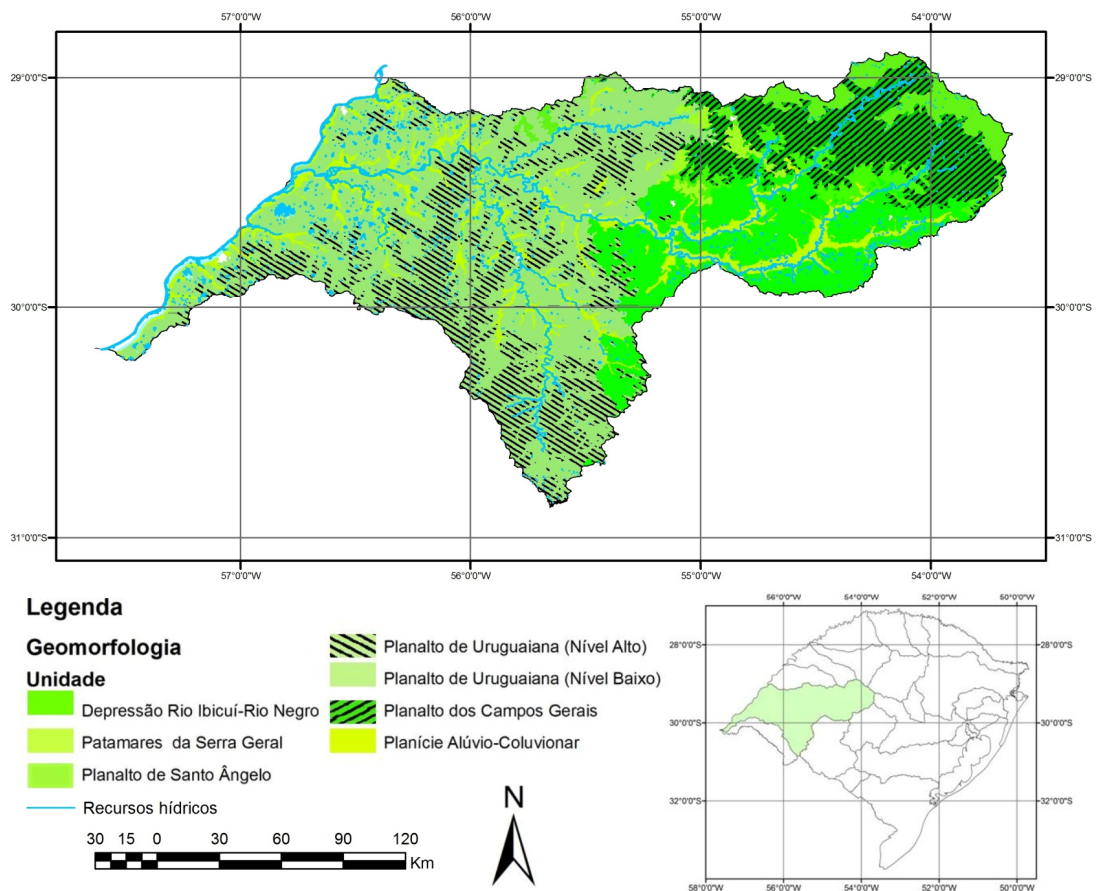 57°0'0"W 56°0'0"W 55°0'0"W 54°0'0"W
29°0'0"S 29°0'0"S
30°0'0"S 30°0'0"S
31°0'0"S 31°0'0"S
57°0'0"W 56°0'0"W 55°0'0"W 54°0'0"W
Legenda
Geomorfologia
Unidade
Depressão Rio Ibicuí-Rio Negro
Patamares da Serra Geral
Planalto de Santo Ângelo
Recursos hídricos
Planalto de Uruguaiana (Nível Alto)
Planalto de Uruguaiana (Nível Baixo)
Planalto dos Campos Gerais
Planície Alúvio-Coluvionar
30 15 0 30 60 90 120
Km
N
56°0'0"W 54°0'0"W 52°0'0"W 50°0'0"W
28°0'0"S 28°0'0"S
30°0'0"S 30°0'0"S
32°0'0"S 32°0'0"S
58°0'0"W 56°0'0"W 54°0'0"W 52°0'0"W 50°0'0"W